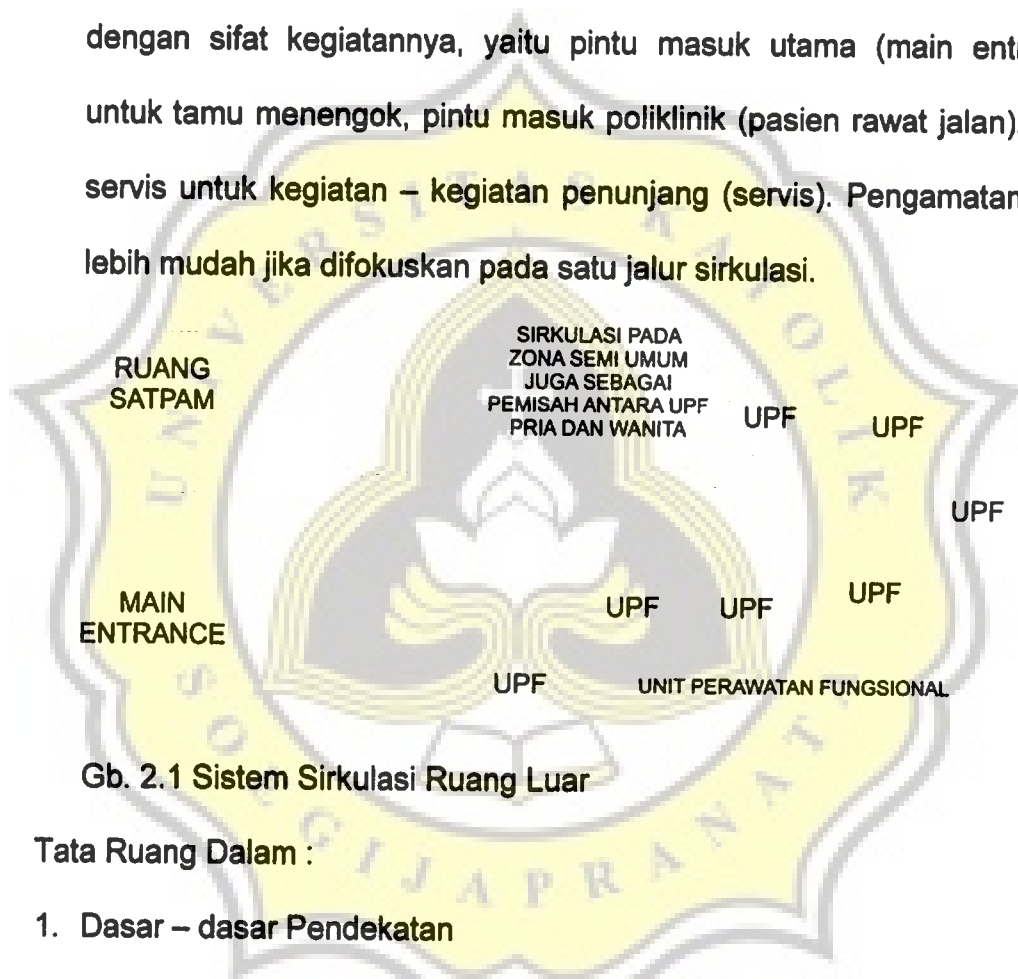 dengan sifat kegiatannya, yaitu pintu masuk utama (main
untuk tamu menengok, pintu masuk poliklinik (pasien rawat jalan)
servis untuk kegiatan – kegiatan penunjang (servis). Pengamatan
lebih mudah jika difokuskan pada satu jalur sirkulasi.
RUANG
SATPAM
SIRKULASI PADA
ZONA SEMI UMUM
JUGA SEBAGAI
PEMISAH ANTARA UPF
PRIA DAN WANITA
UPF
UPF
UPF
MAIN
ENTRANCE
UPF
UPF
UPF
UPF
UNIT PERAWATAN FUNGSIONAL
Gb. 2.1 Sistem Sirkulasi Ruang Luar
Tata Ruang Dalam :
1. Dasar – dasar Pendekatan
UNIVERSITAS KATOLIK
SOEGIJAPRANATA